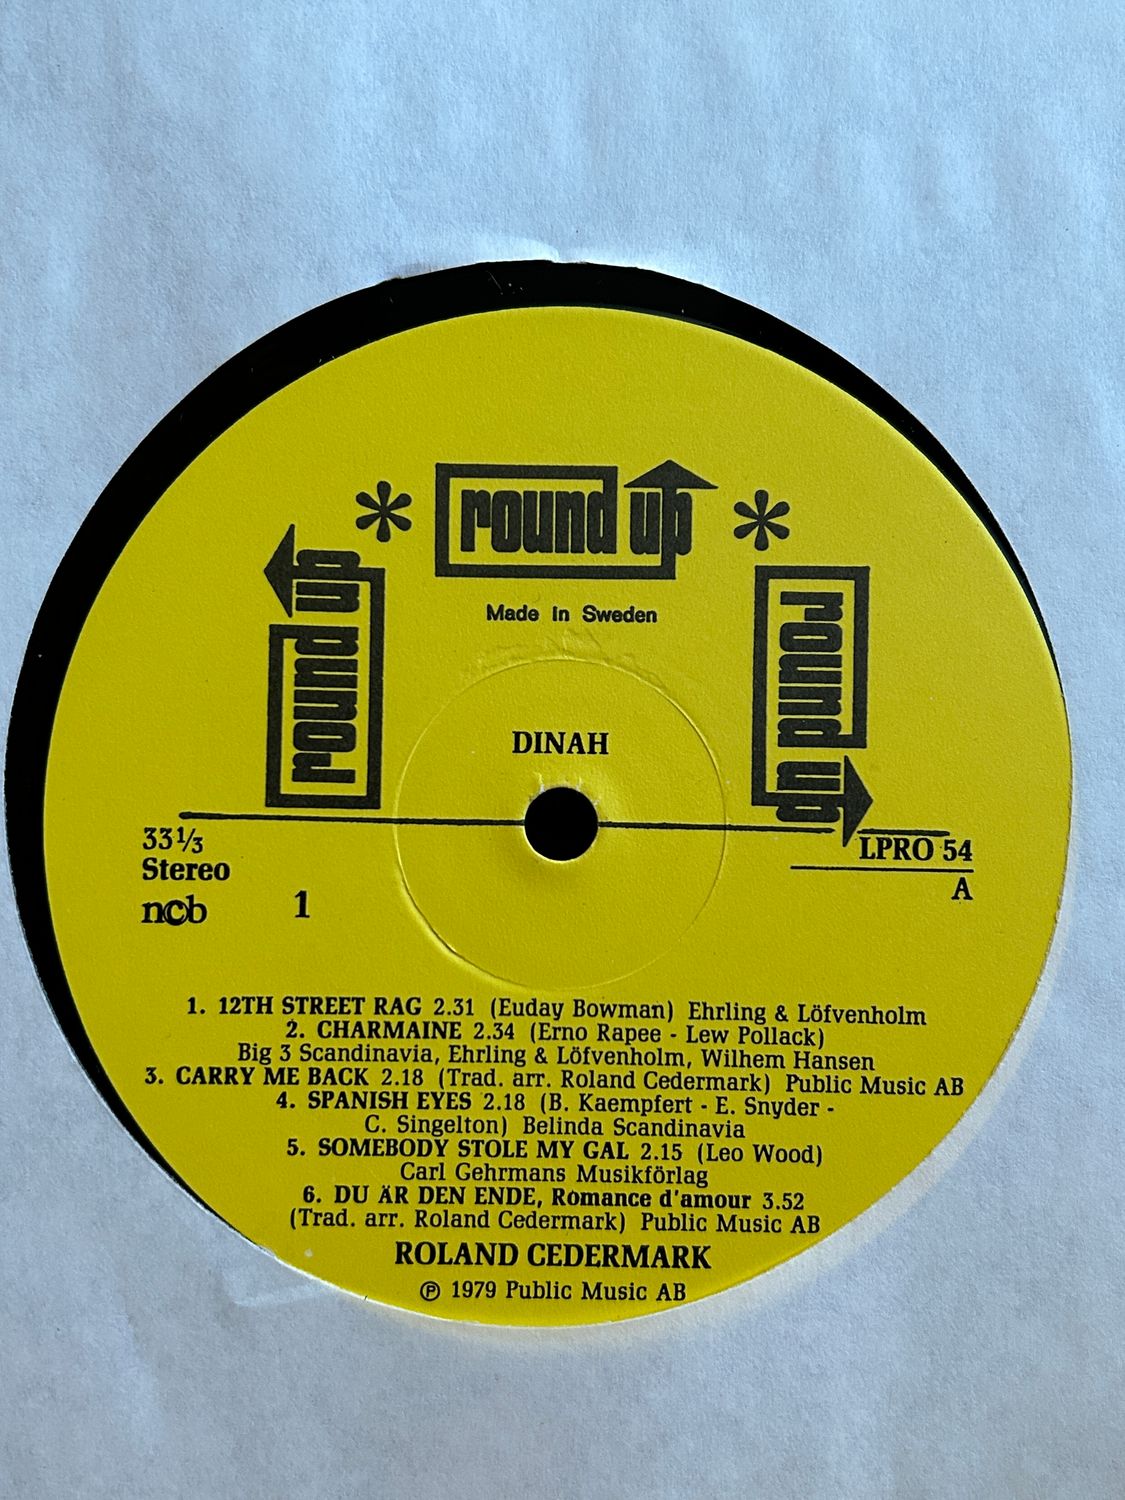 * round up *
round up
round up
Made in Sweden
DINAH
33⅓
Stereo
ncb
1
LPRO 54
A
1. 12TH STREET RAG 2.31 (Euday Bowman) Ehrling & Löfvenholm
2. CHARMAINE 2.34 (Erno Rapee - Lew Pollack)
Big 3 Scandinavia, Ehrling & Löfvenholm, Wilhem Hansen
3. CARRY ME BACK 2.18 (Trad. arr. Roland Cedermark) Public Music AB
4. SPANISH EYES 2.18 (B. Kaempfert - E. Snyder -
C. Singelton) Belinda Scandinavia
5. SOMEBODY STOLE MY GAL 2.15 (Leo Wood)
Carl Gehrmans Musikförlag
6. DU ÄR DEN ENDE, Romance d'amour 3.52
(Trad. arr. Roland Cedermark) Public Music AB
ROLAND CEDERMARK
℗ 1979 Public Music AB